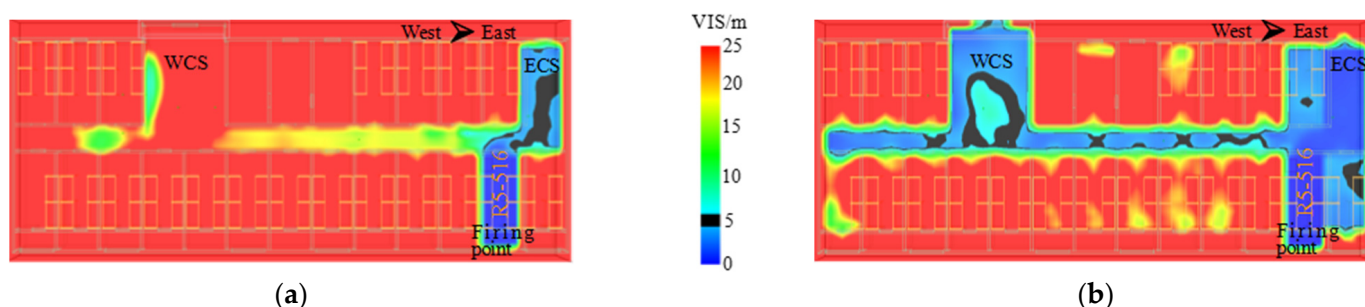 West East
WCS
ECS
R5-516
Firing
point
(a)
VIS/m
25
20
15
10
5
0
West East
WCS
ECS
R5-516
Firing
point
(b)